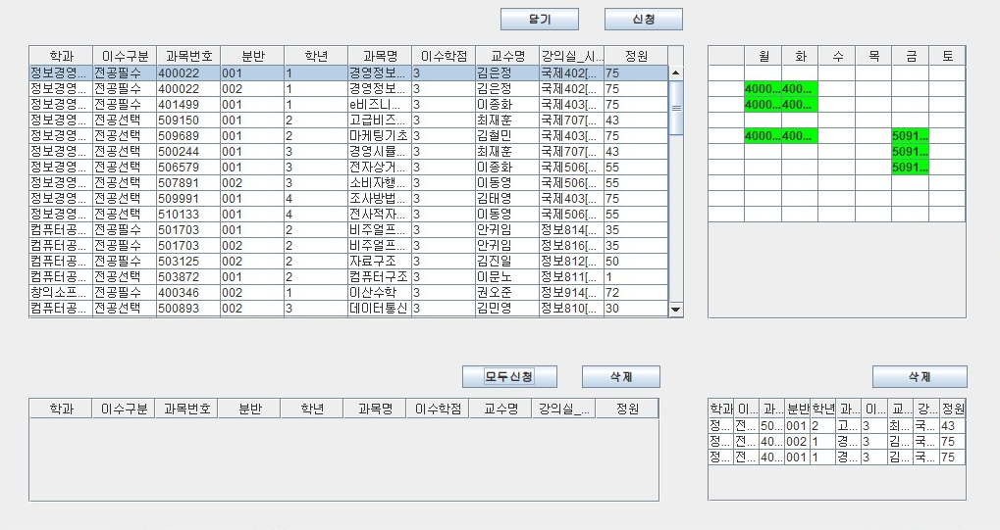 담기 신청
학과 이수구분 과목번호 분반 학년 과목명 이수학점 교수명 강의실_시... 정원
정보경영... 전공필수 400022 001 1 경영정보... 3 김은정 국제402[... 75
정보경영... 전공필수 400022 002 1 경영정보... 3 김은정 국제402[... 75
정보경영... 전공필수 401499 001 1 e비즈니... 3 이종화 국제403[... 75
정보경영... 전공선택 509150 001 2 고급비즈... 3 최재훈 국제707[... 43
정보경영... 전공선택 509689 001 2 마케팅기초 3 김철민 국제403[... 75
정보경영... 전공선택 500244 001 3 경영시뮬... 3 최재훈 국제707[... 43
정보경영... 전공선택 506579 001 3 전자상거... 3 이종화 국제506[... 55
정보경영... 전공선택 507891 002 3 소비자행... 3 이동영 국제506[... 55
정보경영... 전공선택 509991 001 4 조사방법... 3 김태영 국제403[... 75
정보경영... 전공선택 510133 001 4 전사적자... 3 이동영 국제506[... 55
컴퓨터공... 전공필수 501703 001 2 비주얼프... 3 안귀임 정보814[... 35
컴퓨터공... 전공필수 501703 002 2 비주얼프... 3 안귀임 정보816[... 35
컴퓨터공... 전공필수 503125 002 2 자료구조 3 김진일 정보812[... 50
컴퓨터공... 전공선택 503872 001 2 컴퓨터구조 3 이문노 정보811[... 1
창의소프... 전공필수 400346 002 1 이산수학 3 권오준 정보914[... 72
컴퓨터공... 전공선택 500893 002 3 데이터통신 3 김민영 정보810[... 30
월 화 수 목 금 토
4000... 400...
4000... 400...
4000... 400... 5091...
5091...
5091...
모두신청 삭제
학과 이수구분 과목번호 분반 학년 과목명 이수학점 교수명 강의실_... 정원
삭제
학과 이... 과... 분반 학년 과... 이... 교... 강... 정원
정... 전... 50... 001 2 고... 3 최... 국... 43
정... 전... 40... 002 1 경... 3 김... 국... 75
정... 전... 40... 001 1 경... 3 김... 국... 75